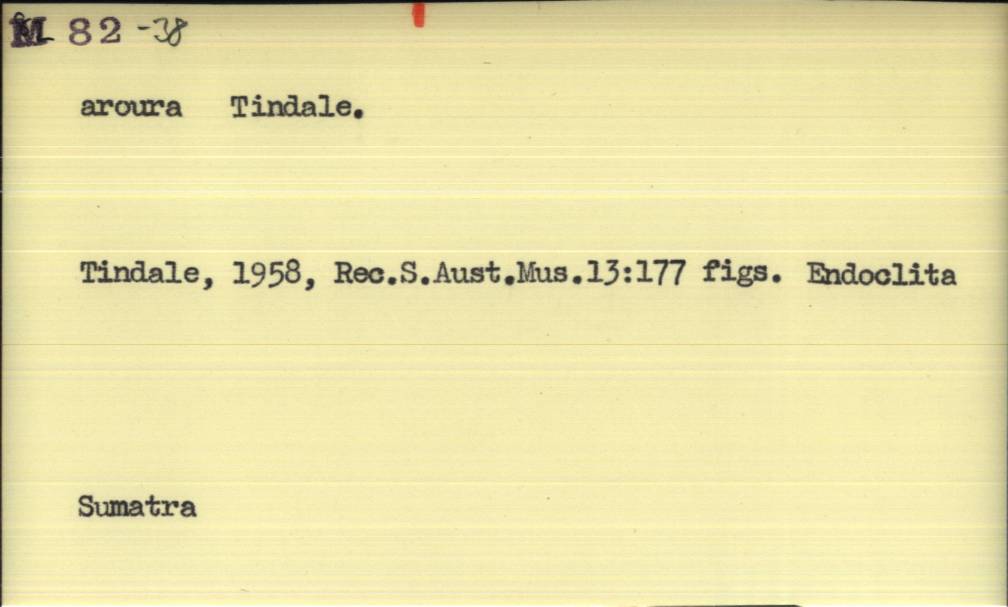 M 82 -38
aroura Tindale.
Tindale, 1958, Rec.S.Aust.Mus.13:177 figs. Endoclita
Sumatra